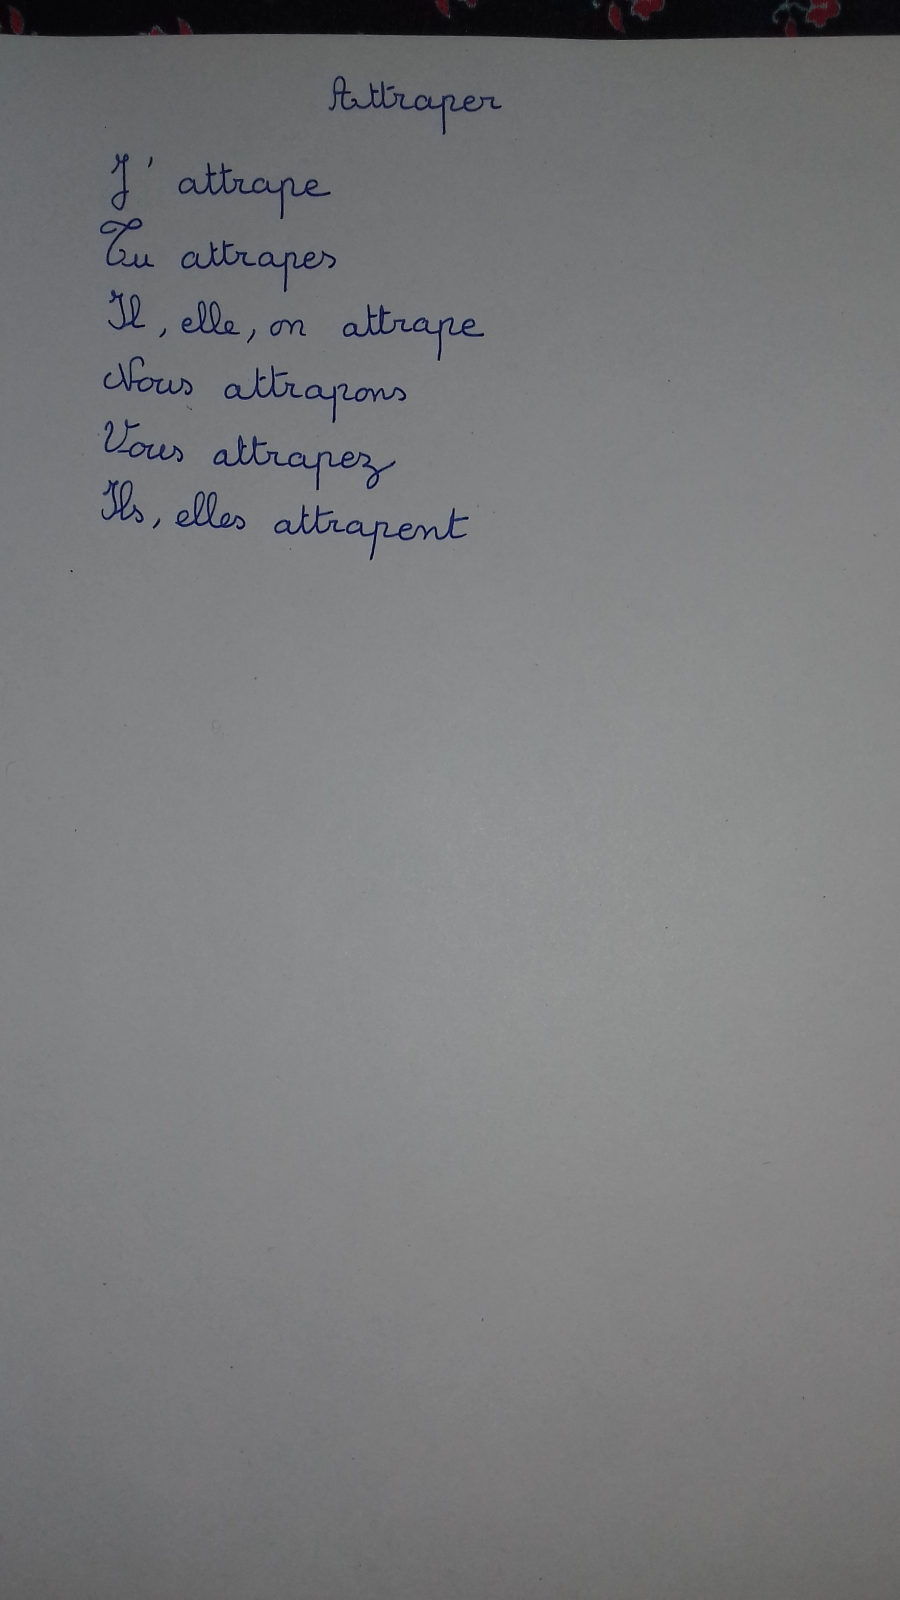 Attraper
J' attrape
Tu attrapes
Il, elle, on attrape
Nous attrapons
Vous attrapez
Ils, elles attrapent